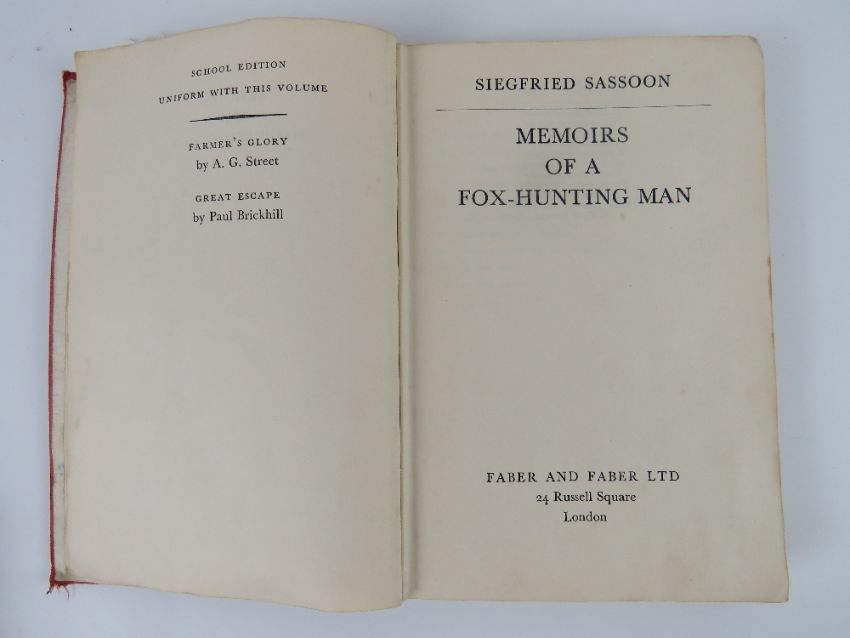 SCHOOL EDITION
UNIFORM WITH THIS VOLUME
FARMER'S GLORY
by A. G. Street
GREAT ESCAPE
by Paul Brickhill
SIEGFRIED SASSOON
MEMOIRS
OF A
FOX-HUNTING MAN
FABER AND FABER LTD
24 Russell Square
London